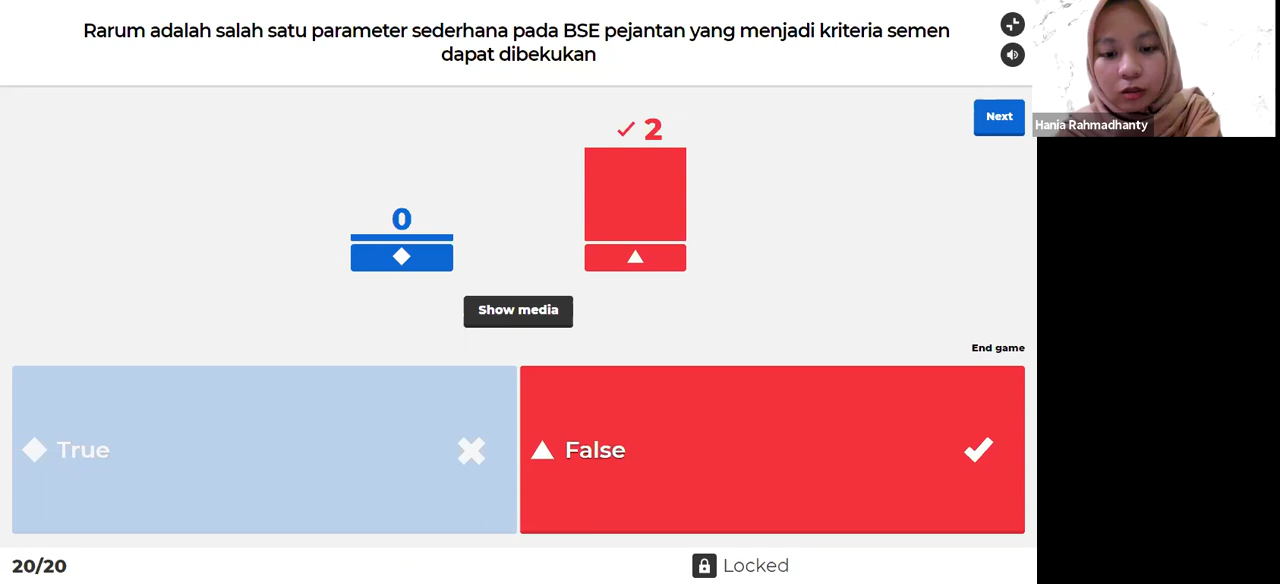 Rarum adalah salah satu parameter sederhana pada BSE pejantan yang menjadi kriteria semen
dapat dibekukan
Next
Hania Rahmadhanty
2
0
Show media
End game
True
False
20/20
Locked